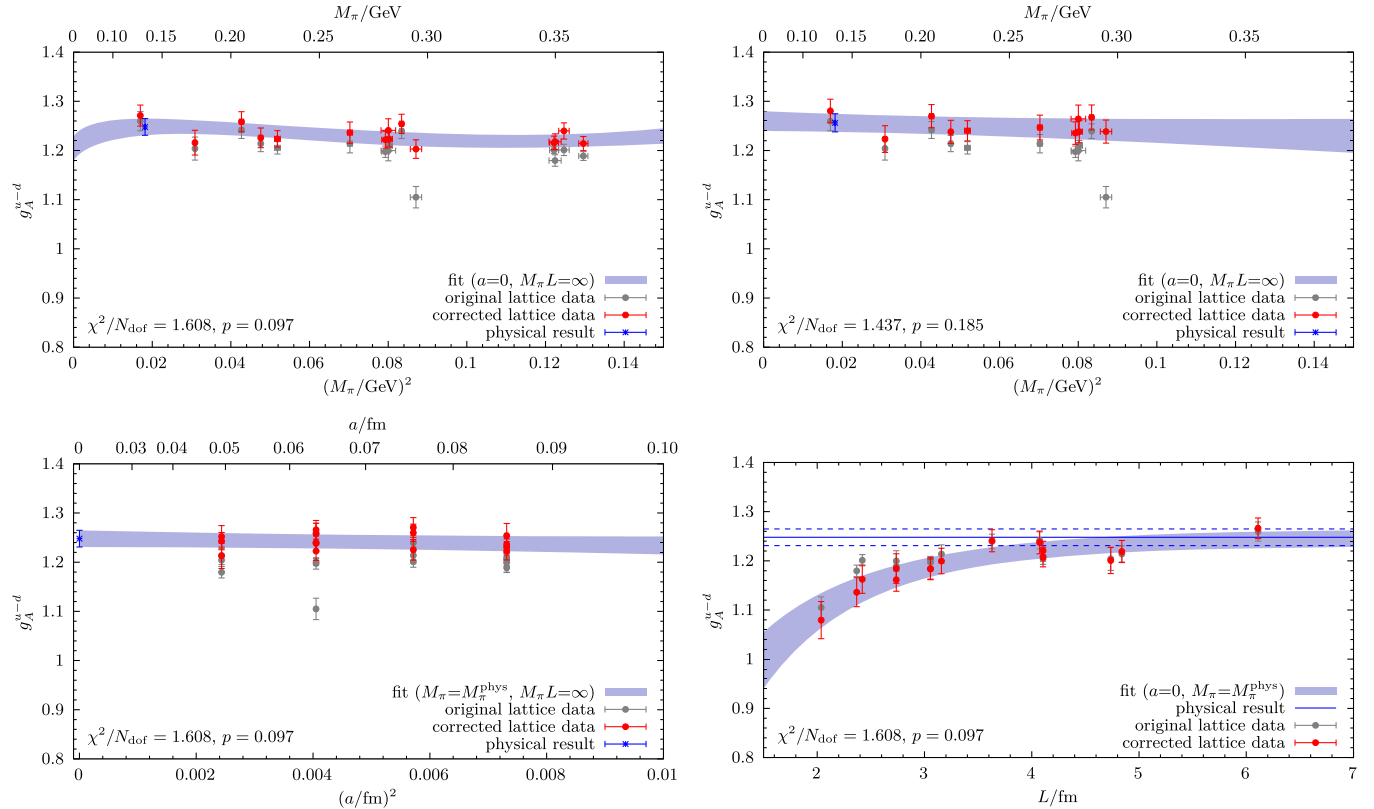 M_π/GeV
0 0.10 0.15 0.20 0.25 0.30 0.35
1.4
1.3
1.2
1.1
1
0.9
0.8
g_A^{u−d}
fit (a=0, M_πL=∞)
original lattice data
corrected lattice data
physical result
χ²/N_dof = 1.608, p = 0.097
0 0.02 0.04 0.06 0.08 0.1 0.12 0.14
(M_π/GeV)²
M_π/GeV
0 0.10 0.15 0.20 0.25 0.30 0.35
1.4
1.3
1.2
1.1
1
0.9
0.8
g_A^{u−d}
fit (a=0, M_πL=∞)
original lattice data
corrected lattice data
physical result
χ²/N_dof = 1.437, p = 0.185
0 0.02 0.04 0.06 0.08 0.1 0.12 0.14
(M_π/GeV)²
a/fm
0 0.03 0.04 0.05 0.06 0.07 0.08 0.09 0.10
1.4
1.3
1.2
1.1
1
0.9
0.8
g_A^{u−d}
fit (M_π=M_π^phys, M_πL=∞)
original lattice data
corrected lattice data
physical result
χ²/N_dof = 1.608, p = 0.097
0 0.002 0.004 0.006 0.008 0.01
(a/fm)²
1.4
1.3
1.2
1.1
1
0.9
0.8
g_A^{u−d}
fit (a=0, M_π=M_π^phys)
physical result
original lattice data
corrected lattice data
χ²/N_dof = 1.608, p = 0.097
2 3 4 5 6 7
L/fm